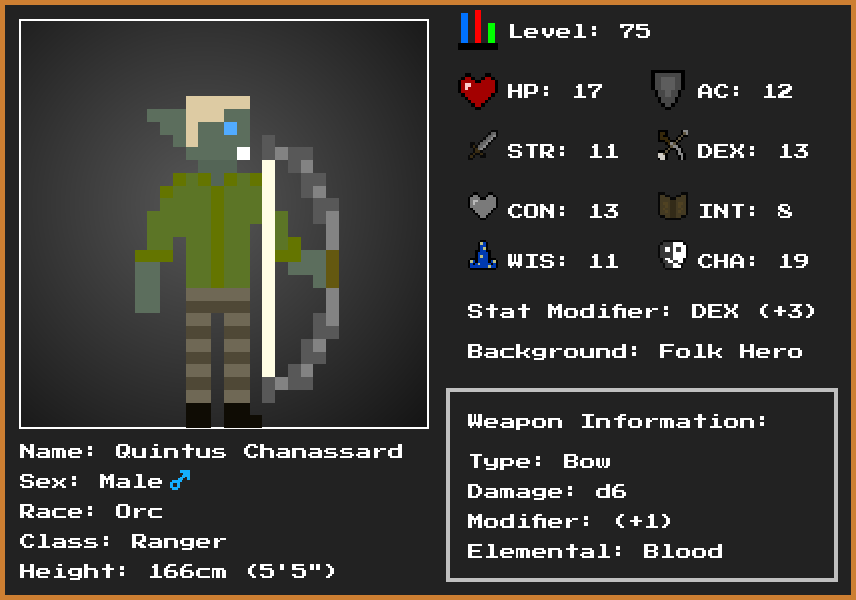 Level: 75
HP: 17
AC: 12
STR: 11
DEX: 13
CON: 13
INT: 8
WIS: 11
CHA: 19
Stat Modifier: DEX (+3)
Background: Folk Hero
Weapon Information:
Type: Bow
Damage: d6
Modifier: (+1)
Elemental: Blood
Name: Quintus Chanassard
Sex: Male♂
Race: Orc
Class: Ranger
Height: 166cm (5'5")